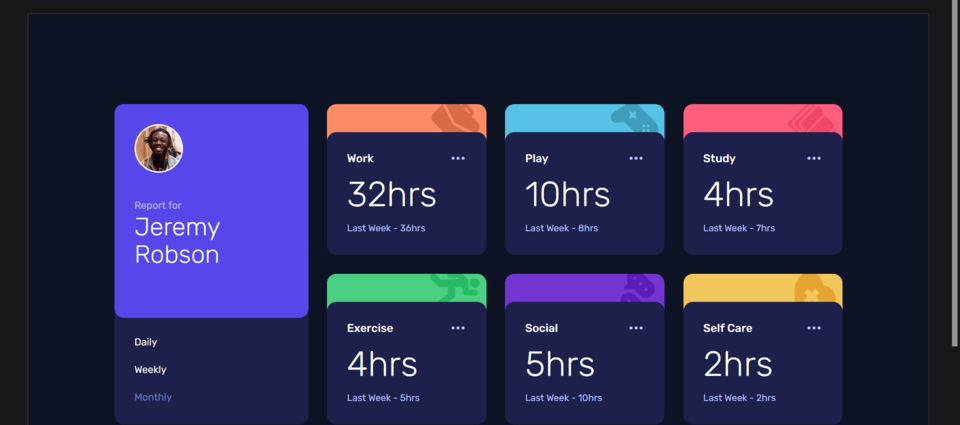 Report for
Jeremy
Robson
Daily
Weekly
Monthly
Work
32hrs
Last Week - 36hrs
Play
10hrs
Last Week - 8hrs
Study
4hrs
Last Week - 7hrs
Exercise
4hrs
Last Week - 5hrs
Social
5hrs
Last Week - 10hrs
Self Care
2hrs
Last Week - 2hrs